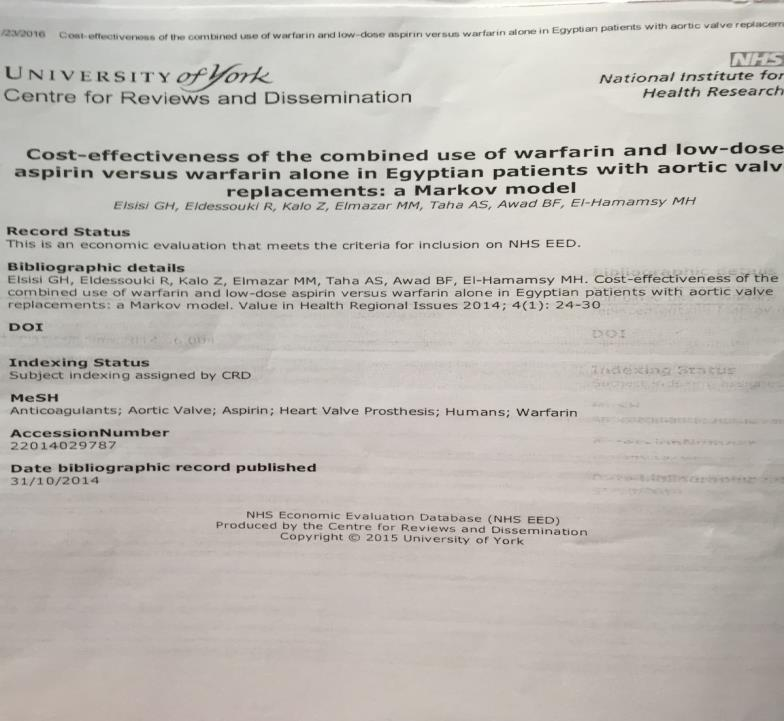 /23/2016 Cost-effectiveness of the combined use of warfarin and low-dose aspirin versus warfarin alone in Egyptian patients with aortic valve replacem
UNIVERSITY of York
Centre for Reviews and Dissemination
NHS
National Institute for
Health Research
Cost-effectiveness of the combined use of warfarin and low-dose
aspirin versus warfarin alone in Egyptian patients with aortic valv
replacements: a Markov model
Elsisi GH, Eldessouki R, Kalo Z, Elmazar MM, Taha AS, Awad BF, El-Hamamsy MH
Record Status
This is an economic evaluation that meets the criteria for inclusion on NHS EED.
Bibliographic details
Elsisi GH, Eldessouki R, Kalo Z, Elmazar MM, Taha AS, Awad BF, El-Hamamsy MH. Cost-effectiveness of the
combined use of warfarin and low-dose aspirin versus warfarin alone in Egyptian patients with aortic valve
replacements: a Markov model. Value in Health Regional Issues 2014; 4(1): 24-30
DOI
DOI
Indexing Status
Indexing Status
Subject indexing assigned by CRD
MeSH
Anticoagulants; Aortic Valve; Aspirin; Heart Valve Prosthesis; Humans; Warfarin
AccessionNumber
22014029787
Date bibliographic record published
31/10/2014
NHS Economic Evaluation Database (NHS EED)
Produced by the Centre for Reviews and Dissemination
Copyright © 2015 University of York